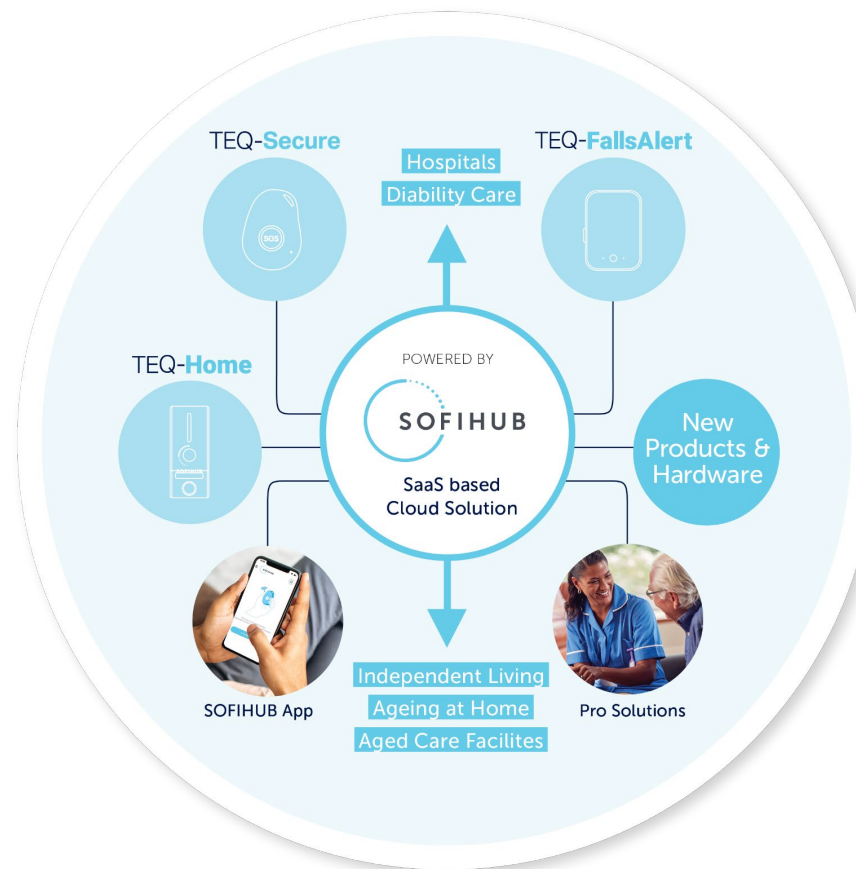 TEQ-Secure
TEQ-FallsAlert
Hospitals
Diability Care
SOS
TEQ-Home
POWERED BY
SOFIHUB
SaaS based
Cloud Solution
New
Products &
Hardware
SOFIHUB App
Independent Living
Ageing at Home
Aged Care Facilites
Pro Solutions